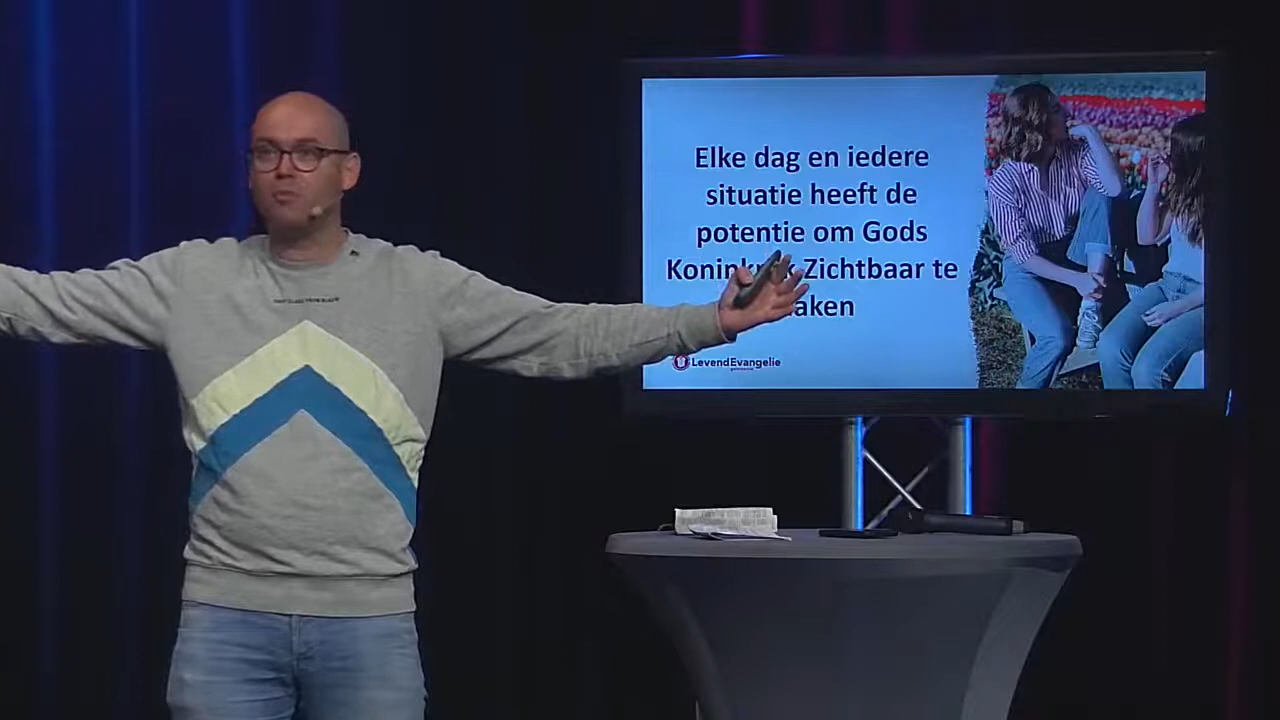 Elke dag en iedere
situatie heeft de
potentie om Gods
Zichtbaar te
LevendEvangelie